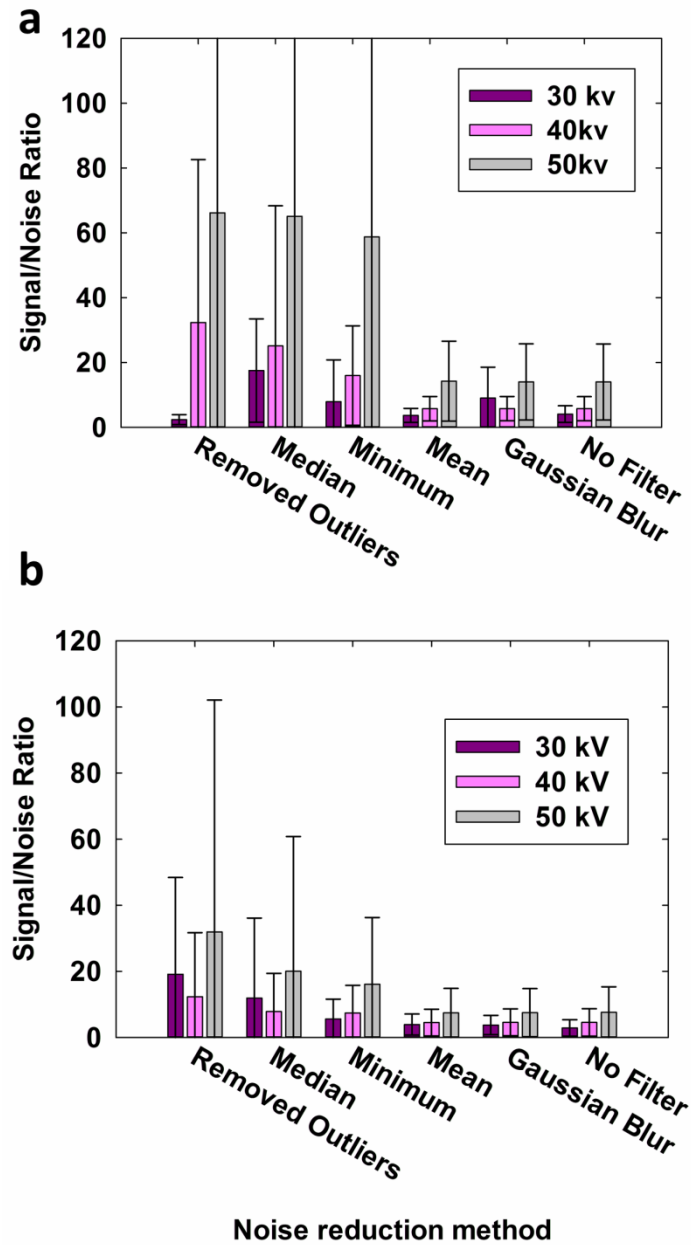 a
120
100
80
60
40
20
0
Signal/Noise Ratio
30 kv
40kv
50kv
Removed Outliers
Median
Minimum
Mean
Gaussian Blur
No Filter
b
120
100
80
60
40
20
0
Signal/Noise Ratio
30 kV
40 kV
50 kV
Removed Outliers
Median
Minimum
Mean
Gaussian Blur
No Filter
Noise reduction method